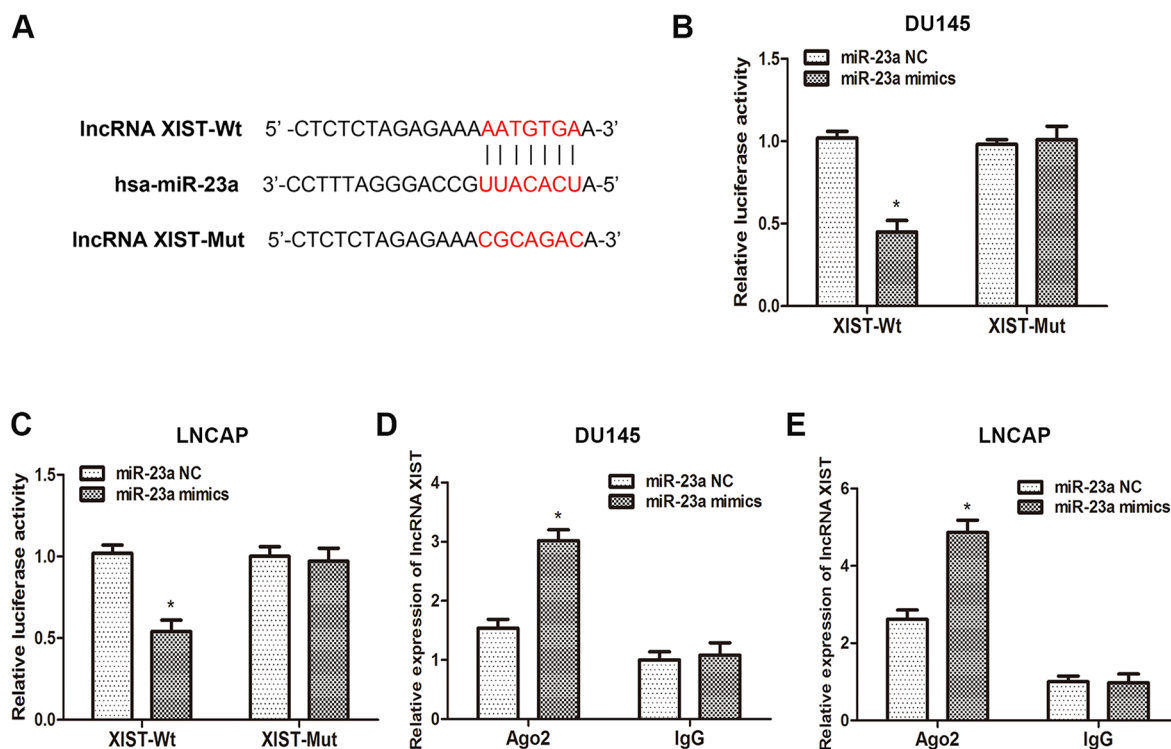 A
lncRNA XIST-Wt 5' -CTCTCTAGAGAAAAATGTGAA-3'
hsa-miR-23a 3'-CCTTTAGGGACCGUUACACUA-5'
lncRNA XIST-Mut 5'-CTCTCTAGAGAAACGCAGACA-3'
B
DU145
Relative luciferase activity
miR-23a NC
miR-23a mimics
1.5
1.0
0.5
0.0
*
XIST-Wt XIST-Mut
C
LNCAP
Relative luciferase activity
miR-23a NC
miR-23a mimics
1.5
1.0
0.5
0.0
*
XIST-Wt XIST-Mut
D
DU145
Relative expression of lncRNA XIST
miR-23a NC
miR-23a mimics
4
3
2
1
0
*
Ago2 IgG
E
LNCAP
Relative expression of lncRNA XIST
miR-23a NC
miR-23a mimics
6
4
2
0
*
Ago2 IgG